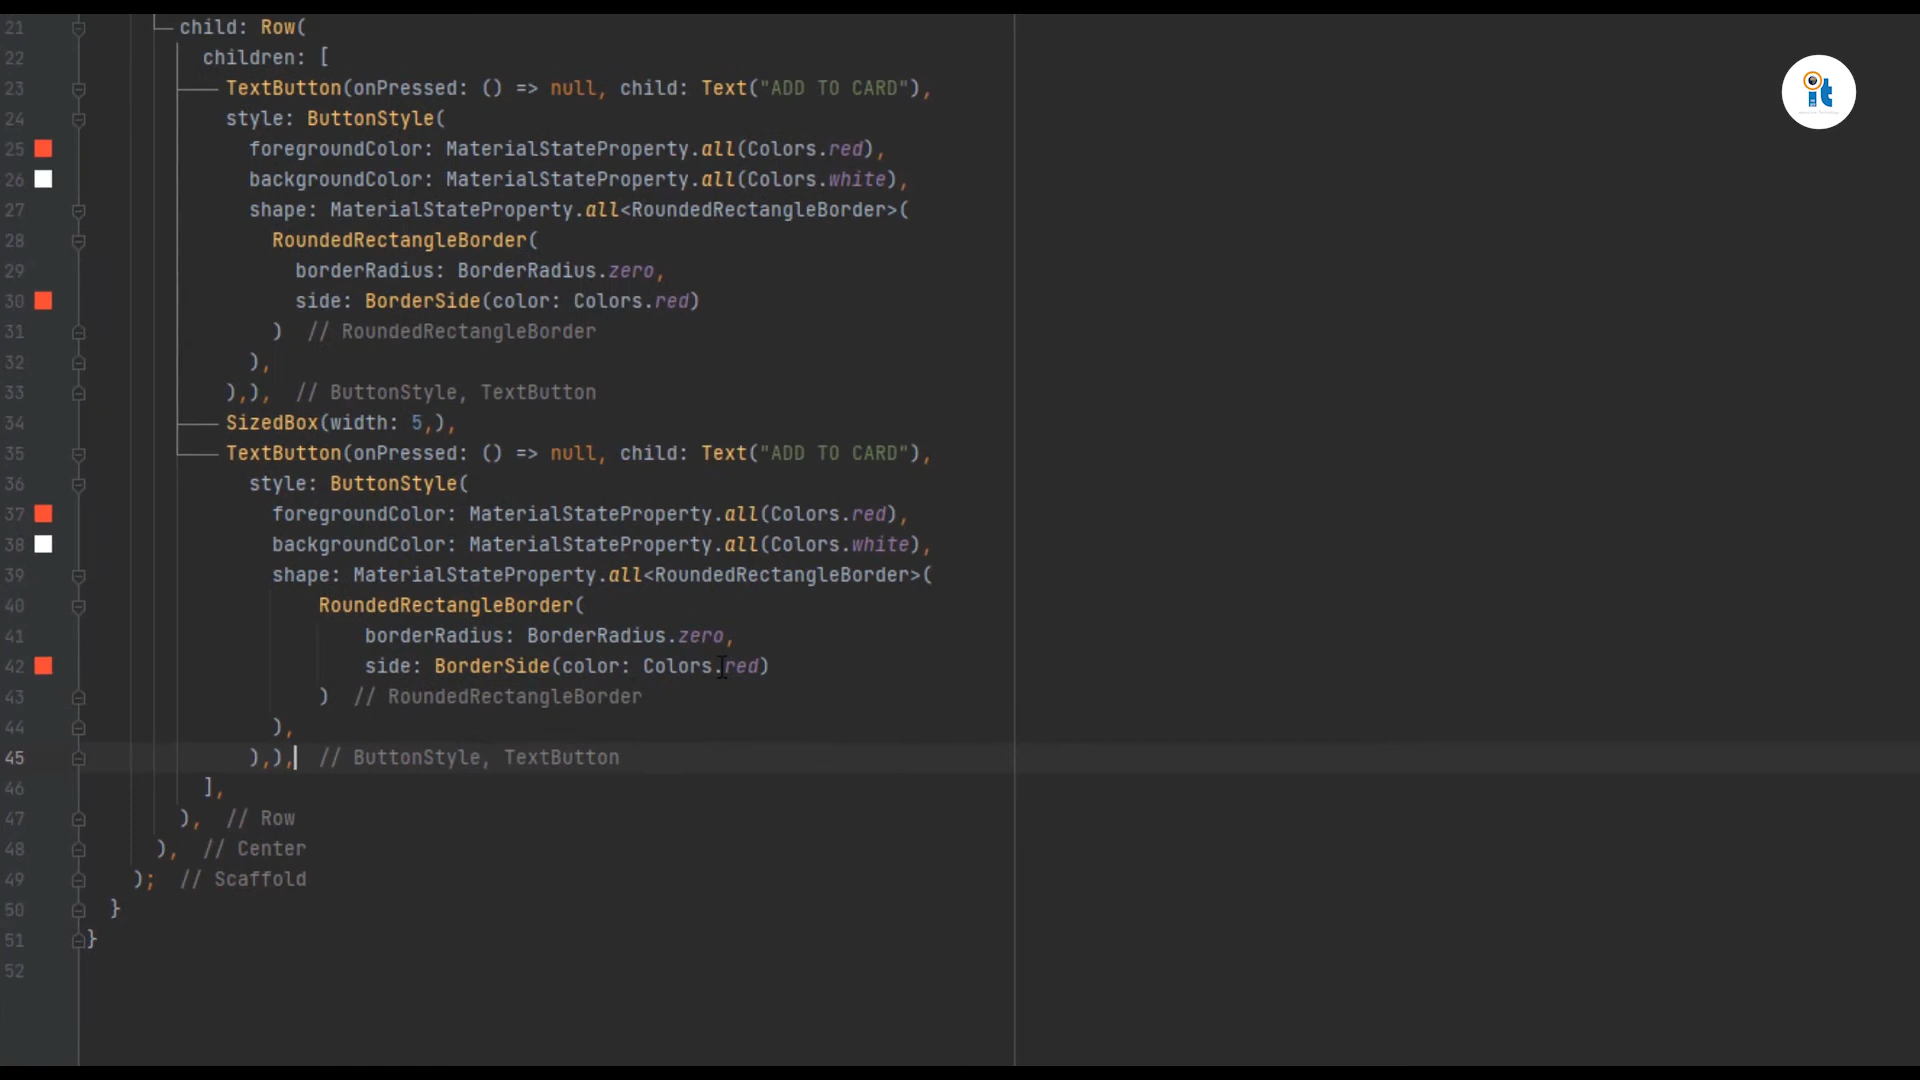 21 child: Row(
22 children: [
23 TextButton(onPressed: () => null, child: Text("ADD TO CARD"),
24 style: ButtonStyle(
25 foregroundColor: MaterialStateProperty.all(Colors.red),
26 backgroundColor: MaterialStateProperty.all(Colors.white),
27 shape: MaterialStateProperty.all<RoundedRectangleBorder>(
28 RoundedRectangleBorder(
29 borderRadius: BorderRadius.zero,
30 side: BorderSide(color: Colors.red)
31 ) // RoundedRectangleBorder
32 ),
33 ),), // ButtonStyle, TextButton
34 SizedBox(width: 5,),
35 TextButton(onPressed: () => null, child: Text("ADD TO CARD"),
36 style: ButtonStyle(
37 foregroundColor: MaterialStateProperty.all(Colors.red),
38 backgroundColor: MaterialStateProperty.all(Colors.white),
39 shape: MaterialStateProperty.all<RoundedRectangleBorder>(
40 RoundedRectangleBorder(
41 borderRadius: BorderRadius.zero,
42 side: BorderSide(color: Colors.red)
43 ) // RoundedRectangleBorder
44 ),
45 ),), // ButtonStyle, TextButton
46 ],
47 ), // Row
48 ), // Center
49 ); // Scaffold
50 }
51 }
52
it